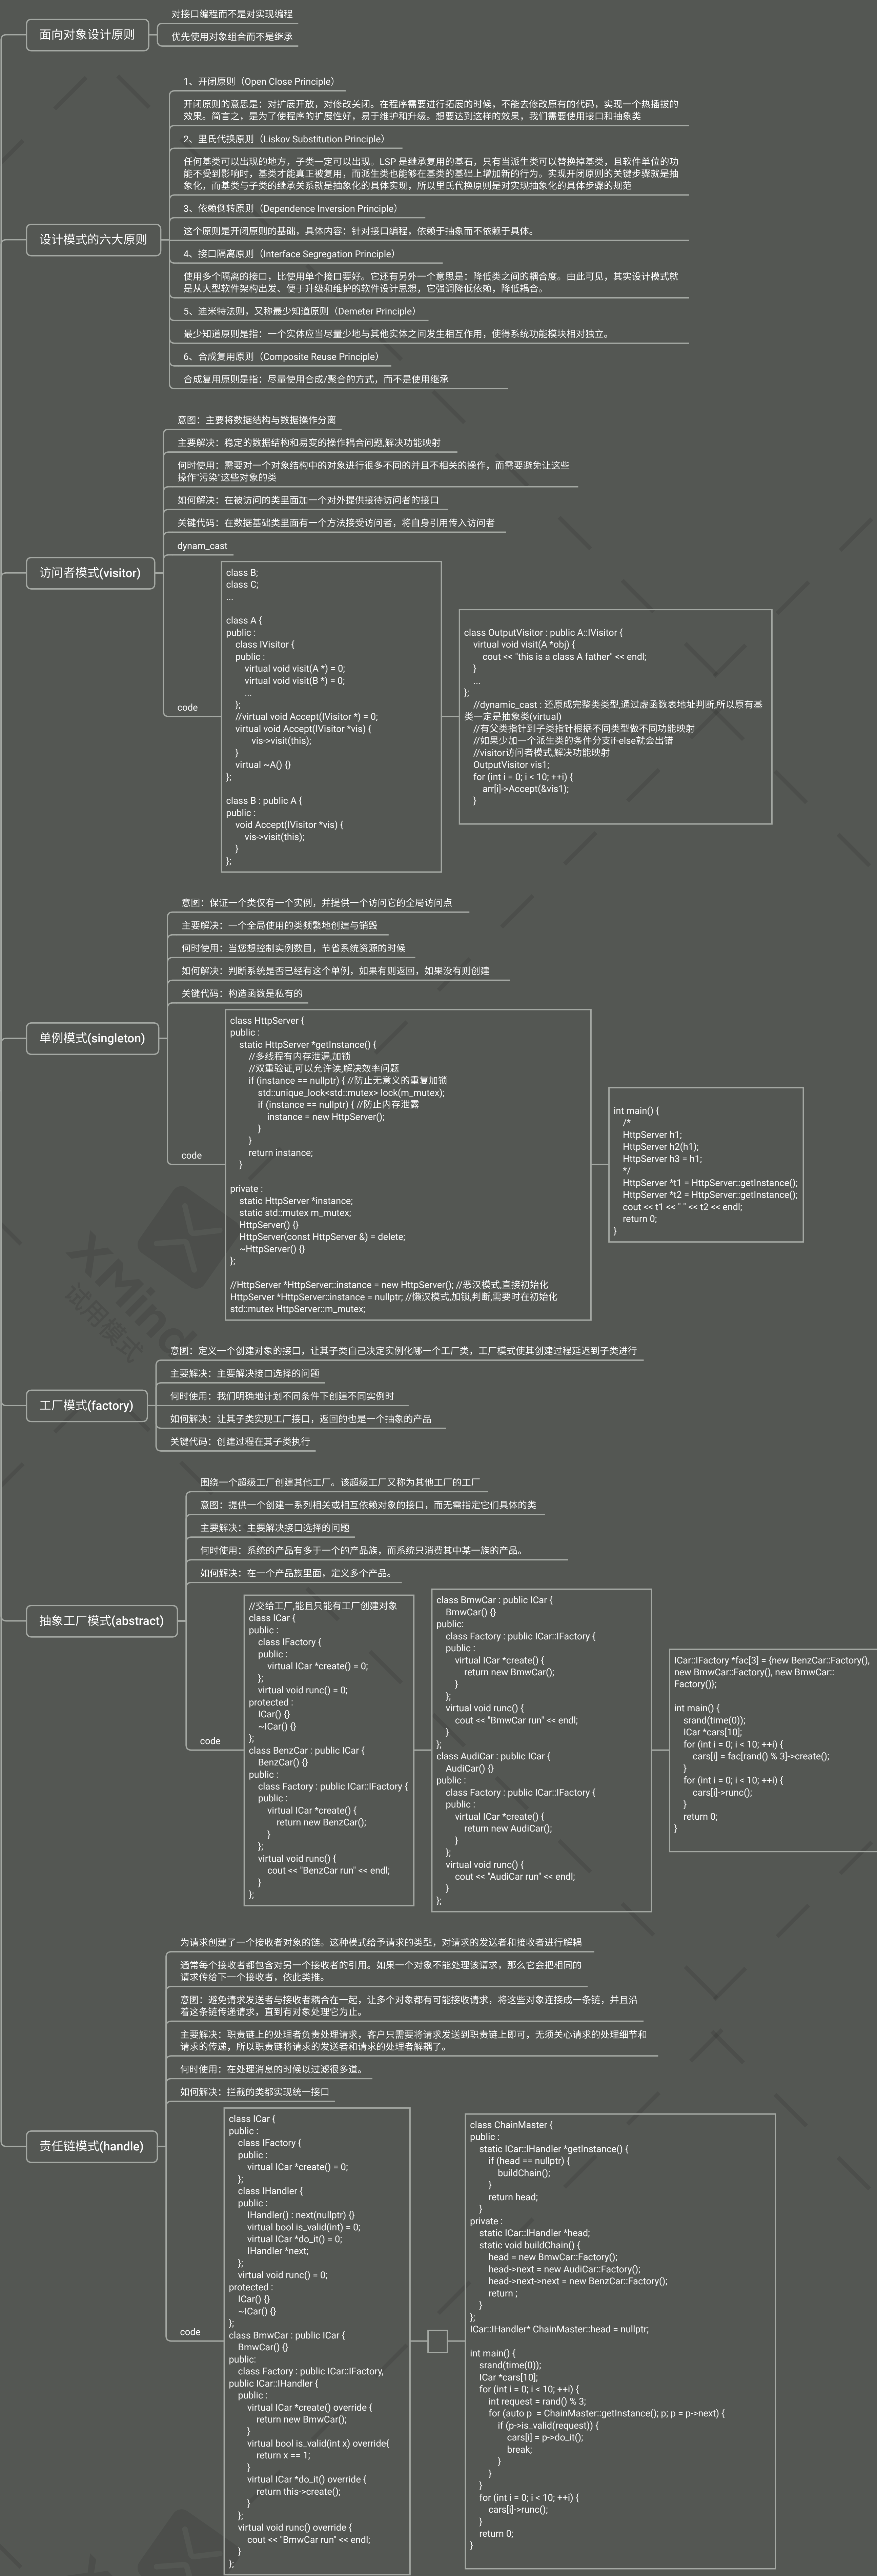 面向对象设计原则
对接口编程而不是对实现编程
优先使用对象组合而不是继承
设计模式的六大原则
1、开闭原则（Open Close Principle）
开闭原则的意思是：对扩展开放，对修改关闭。在程序需要进行拓展的时候，不能去修改原有的代码，实现一个热插拔的
效果。简言之，是为了使程序的扩展性好，易于维护和升级。想要达到这样的效果，我们需要使用接口和抽象类
2、里氏代换原则（Liskov Substitution Principle）
任何基类可以出现的地方，子类一定可以出现。LSP 是继承复用的基石，只有当派生类可以替换掉基类，且软件单位的功
能不受到影响时，基类才能真正被复用，而派生类也能够在基类的基础上增加新的行为。实现开闭原则的关键步骤就是抽
象化，而基类与子类的继承关系就是抽象化的具体实现，所以里氏代换原则是对实现抽象化的具体步骤的规范
3、依赖倒转原则（Dependence Inversion Principle）
这个原则是开闭原则的基础，具体内容：针对接口编程，依赖于抽象而不依赖于具体。
4、接口隔离原则（Interface Segregation Principle）
使用多个隔离的接口，比使用单个接口要好。它还有另外一个意思是：降低类之间的耦合度。由此可见，其实设计模式就
是从大型软件架构出发、便于升级和维护的软件设计思想，它强调降低依赖，降低耦合。
5、迪米特法则，又称最少知道原则（Demeter Principle）
最少知道原则是指：一个实体应当尽量少地与其他实体之间发生相互作用，使得系统功能模块相对独立。
6、合成复用原则（Composite Reuse Principle）
合成复用原则是指：尽量使用合成/聚合的方式，而不是使用继承
访问者模式(visitor)
意图：主要将数据结构与数据操作分离
主要解决：稳定的数据结构和易变的操作耦合问题,解决功能映射
何时使用：需要对一个对象结构中的对象进行很多不同的并且不相关的操作，而需要避免让这些
操作"污染"这些对象的类
如何解决：在被访问的类里面加一个对外提供接待访问者的接口
关键代码：在数据基础类里面有一个方法接受访问者，将自身引用传入访问者
dynam_cast
code
class B;
class C;
...
class A {
public :
class IVisitor {
public :
virtual void visit(A *) = 0;
virtual void visit(B *) = 0;
...
};
//virtual void Accept(IVisitor *) = 0;
virtual void Accept(IVisitor *vis) {
vis->visit(this);
}
virtual ~A() {}
};
class B : public A {
public :
void Accept(IVisitor *vis) {
vis->visit(this);
}
};
class OutputVisitor : public A::IVisitor {
virtual void visit(A *obj) {
cout << "this is a class A father" << endl;
}
...
};
//dynamic_cast : 还原成完整类类型,通过虚函数表地址判断,所以原有基
类一定是抽象类(virtual)
//有父类指针到子类指针根据不同类型做不同功能映射
//如果少加一个派生类的条件分支if-else就会出错
//visitor访问者模式,解决功能映射
OutputVisitor vis1;
for (int i = 0; i < 10; ++i) {
arr[i]->Accept(&vis1);
}
单例模式(singleton)
意图：保证一个类仅有一个实例，并提供一个访问它的全局访问点
主要解决：一个全局使用的类频繁地创建与销毁
何时使用：当您想控制实例数目，节省系统资源的时候
如何解决：判断系统是否已经有这个单例，如果有则返回，如果没有则创建
关键代码：构造函数是私有的
code
class HttpServer {
public :
static HttpServer *getInstance() {
//多线程有内存泄漏,加锁
//双重验证,可以允许读,解决效率问题
if (instance == nullptr) { //防止无意义的重复加锁
std::unique_lock<std::mutex> lock(m_mutex);
if (instance == nullptr) { //防止内存泄露
instance = new HttpServer();
}
}
return instance;
}
private :
static HttpServer *instance;
static std::mutex m_mutex;
HttpServer() {}
HttpServer(const HttpServer &) = delete;
~HttpServer() {}
};
//HttpServer *HttpServer::instance = new HttpServer(); //恶汉模式,直接初始化
HttpServer *HttpServer::instance = nullptr; //懒汉模式,加锁,判断,需要时在初始化
std::mutex HttpServer::m_mutex;
int main() {
/*
HttpServer h1;
HttpServer h2(h1);
HttpServer h3 = h1;
*/
HttpServer *t1 = HttpServer::getInstance();
HttpServer *t2 = HttpServer::getInstance();
cout << t1 << " " << t2 << endl;
return 0;
}
XMind
试用模式
工厂模式(factory)
意图：定义一个创建对象的接口，让其子类自己决定实例化哪一个工厂类，工厂模式使其创建过程延迟到子类进行
主要解决：主要解决接口选择的问题
何时使用：我们明确地计划不同条件下创建不同实例时
如何解决：让其子类实现工厂接口，返回的也是一个抽象的产品
关键代码：创建过程在其子类执行
抽象工厂模式(abstract)
围绕一个超级工厂创建其他工厂。该超级工厂又称为其他工厂的工厂
意图：提供一个创建一系列相关或相互依赖对象的接口，而无需指定它们具体的类
主要解决：主要解决接口选择的问题
何时使用：系统的产品有多于一个的产品族，而系统只消费其中某一族的产品。
如何解决：在一个产品族里面，定义多个产品。
code
//交给工厂,能且只能有工厂创建对象
class ICar {
public :
class IFactory {
public :
virtual ICar *create() = 0;
};
virtual void runc() = 0;
protected :
ICar() {}
~ICar() {}
};
class BenzCar : public ICar {
BenzCar() {}
public :
class Factory : public ICar::IFactory {
public :
virtual ICar *create() {
return new BenzCar();
}
};
virtual void runc() {
cout << "BenzCar run" << endl;
}
};
class BmwCar : public ICar {
BmwCar() {}
public:
class Factory : public ICar::IFactory {
public :
virtual ICar *create() {
return new BmwCar();
}
};
virtual void runc() {
cout << "BmwCar run" << endl;
}
};
class AudiCar : public ICar {
AudiCar() {}
public :
class Factory : public ICar::IFactory {
public :
virtual ICar *create() {
return new AudiCar();
}
};
virtual void runc() {
cout << "AudiCar run" << endl;
}
};
ICar::IFactory *fac[3] = {new BenzCar::Factory(),
new BmwCar::Factory(), new BmwCar::
Factory()};
int main() {
srand(time(0));
ICar *cars[10];
for (int i = 0; i < 10; ++i) {
cars[i] = fac[rand() % 3]->create();
}
for (int i = 0; i < 10; ++i) {
cars[i]->runc();
}
return 0;
}
责任链模式(handle)
为请求创建了一个接收者对象的链。这种模式给予请求的类型，对请求的发送者和接收者进行解耦
通常每个接收者都包含对另一个接收者的引用。如果一个对象不能处理该请求，那么它会把相同的
请求传给下一个接收者，依此类推。
意图：避免请求发送者与接收者耦合在一起，让多个对象都有可能接收请求，将这些对象连接成一条链，并且沿
着这条链传递请求，直到有对象处理它为止。
主要解决：职责链上的处理者负责处理请求，客户只需要将请求发送到职责链上即可，无须关心请求的处理细节和
请求的传递，所以职责链将请求的发送者和请求的处理者解耦了。
何时使用：在处理消息的时候以过滤很多道。
如何解决：拦截的类都实现统一接口
code
class ICar {
public :
class IFactory {
public :
virtual ICar *create() = 0;
};
class IHandler {
public :
IHandler() : next(nullptr) {}
virtual bool is_valid(int) = 0;
virtual ICar *do_it() = 0;
IHandler *next;
};
virtual void runc() = 0;
protected :
ICar() {}
~ICar() {}
};
class BmwCar : public ICar {
BmwCar() {}
public:
class Factory : public ICar::IFactory,
public ICar::IHandler {
public :
virtual ICar *create() override {
return new BmwCar();
}
virtual bool is_valid(int x) override{
return x == 1;
}
virtual ICar *do_it() override {
return this->create();
}
};
virtual void runc() override {
cout << "BmwCar run" << endl;
}
};
class ChainMaster {
public :
static ICar::IHandler *getInstance() {
if (head == nullptr) {
buildChain();
}
return head;
}
private :
static ICar::IHandler *head;
static void buildChain() {
head = new BmwCar::Factory();
head->next = new AudiCar::Factory();
head->next->next = new BenzCar::Factory();
return ;
}
};
ICar::IHandler* ChainMaster::head = nullptr;
int main() {
srand(time(0));
ICar *cars[10];
for (int i = 0; i < 10; ++i) {
int request = rand() % 3;
for (auto p  = ChainMaster::getInstance(); p; p = p->next) {
if (p->is_valid(request)) {
cars[i] = p->do_it();
break;
}
}
}
for (int i = 0; i < 10; ++i) {
cars[i]->runc();
}
return 0;
}